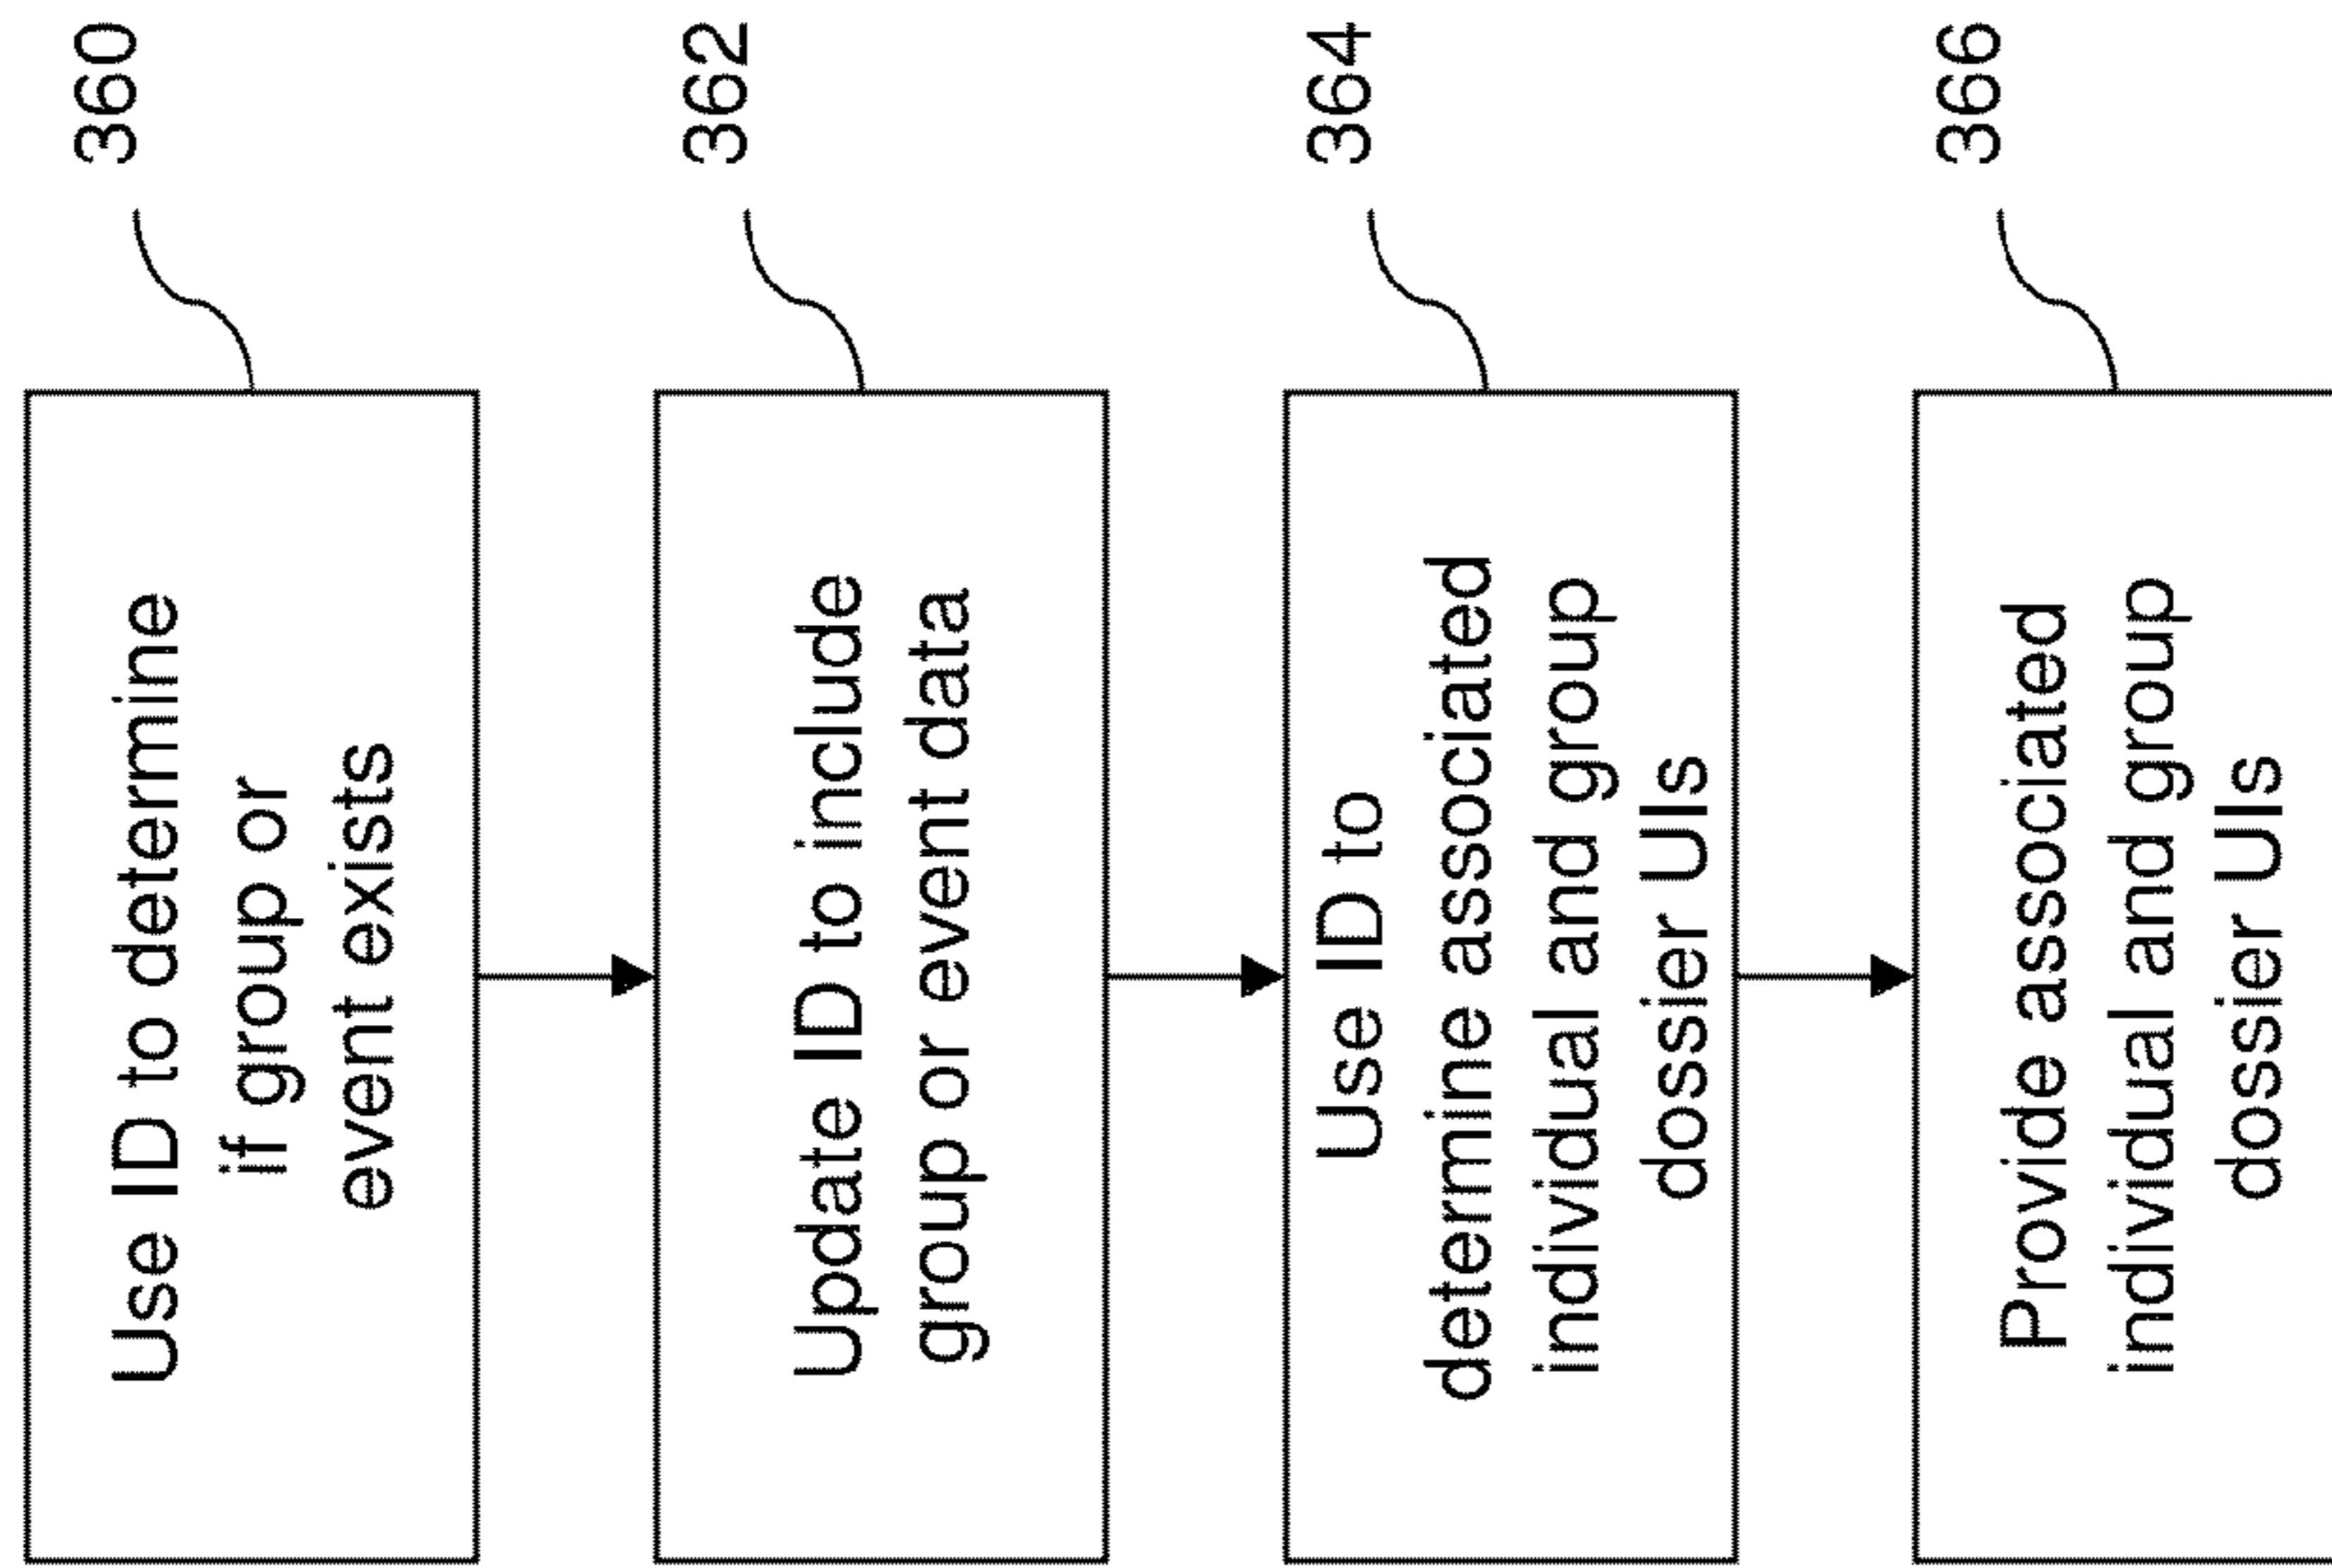 360
Use ID to determine
if group or
event exists
362
Update ID to include
group or event data
364
Use ID to
determine associated
individual and group
dossier UIs
366
Provide associated
individual and group
dossier UIs